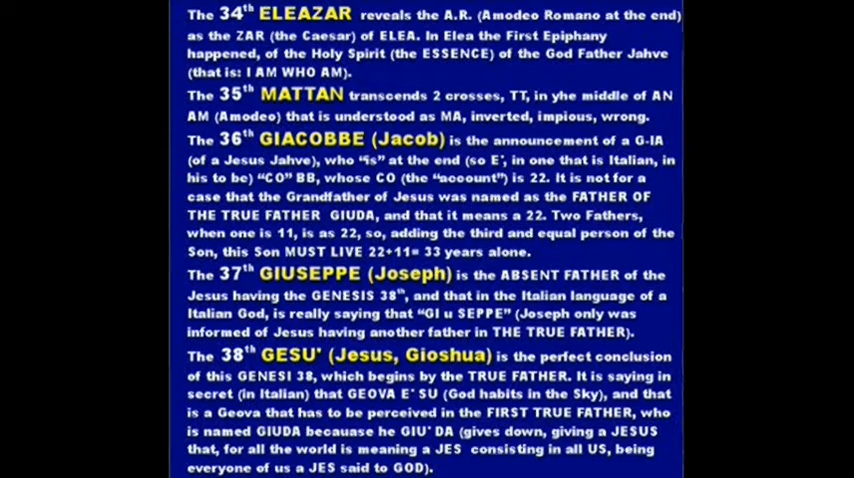 The 34th ELEAZAR reveals the A.R. (Amodeo Romano at the end)
as the ZAR (the Caesar) of ELEA. In Elea the First Epiphany
happened, of the Holy Spirit (the ESSENCE) of the God Father Jahve
(that is: I AM WHO AM).
The 35th MATTAN transcends 2 crosses, TT, in yhe middle of AN
AM (Amodeo) that is understood as MA, inverted, impious, wrong.
The 36th GIACOBBE (Jacob) is the announcement of a G-IA
(of a Jesus Jahve), who "is" at the end (so E', in one that is Italian, in
his to be) "CO" BB, whose CO (the "account") is 22. It is not for a
case that the Grandfather of Jesus was named as the FATHER OF
THE TRUE FATHER GIUDA, and that it means a 22. Two Fathers,
when one is 11, is as 22, so, adding the third and equal person of the
Son, this Son MUST LIVE 22+11= 33 years alone.
The 37th GIUSEPPE (Joseph) is the ABSENT FATHER of the
Jesus having the GENESIS 38th, and that in the Italian language of a
Italian God, is really saying that "GI u SEPPE" (Joseph only was
informed of Jesus having another father in THE TRUE FATHER).
The 38th GESU' (Jesus, Gioshua) is the perfect conclusion
of this GENESI 38, which begins by the TRUE FATHER. It is saying in
secret (in Italian) that GEOVA E' SU (God habits in the Sky), and that
is a Geova that has to be perceived in the FIRST TRUE FATHER, who
is named GIUDA becauase he GIU' DA (gives down, giving a JESUS
that, for all the world is meaning a JES consisting in all US, being
everyone of us a JES said to GOD).